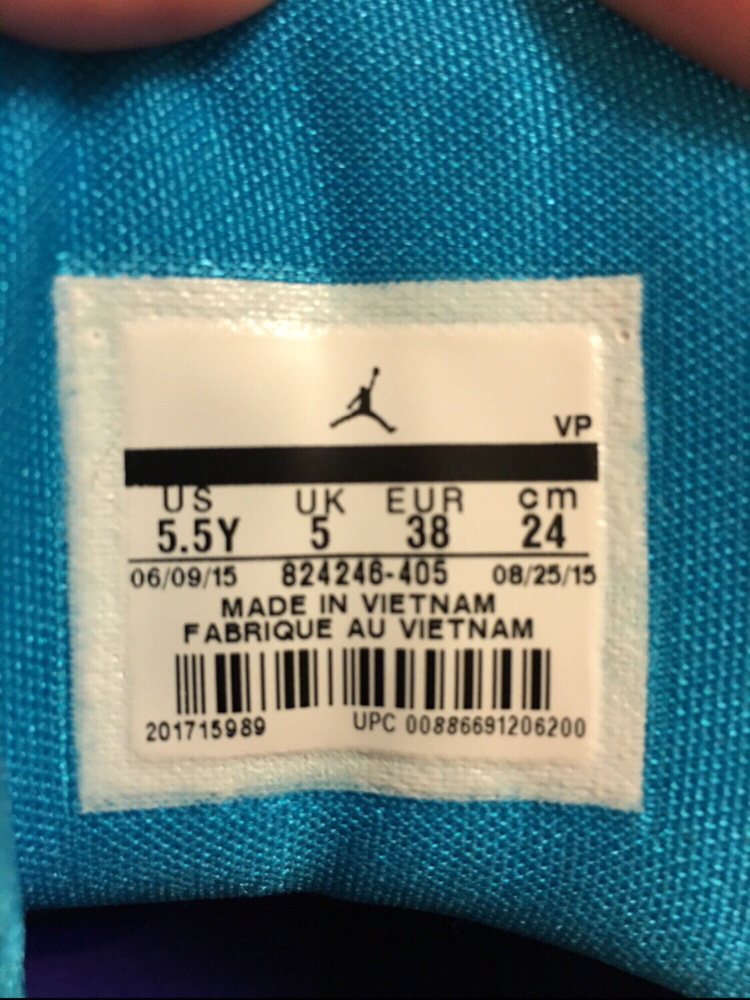 VP
US UK EUR cm
5.5Y 5 38 24
06/09/15 824246-405 08/25/15
MADE IN VIETNAM
FABRIQUE AU VIETNAM
201715989 UPC 00886691206200